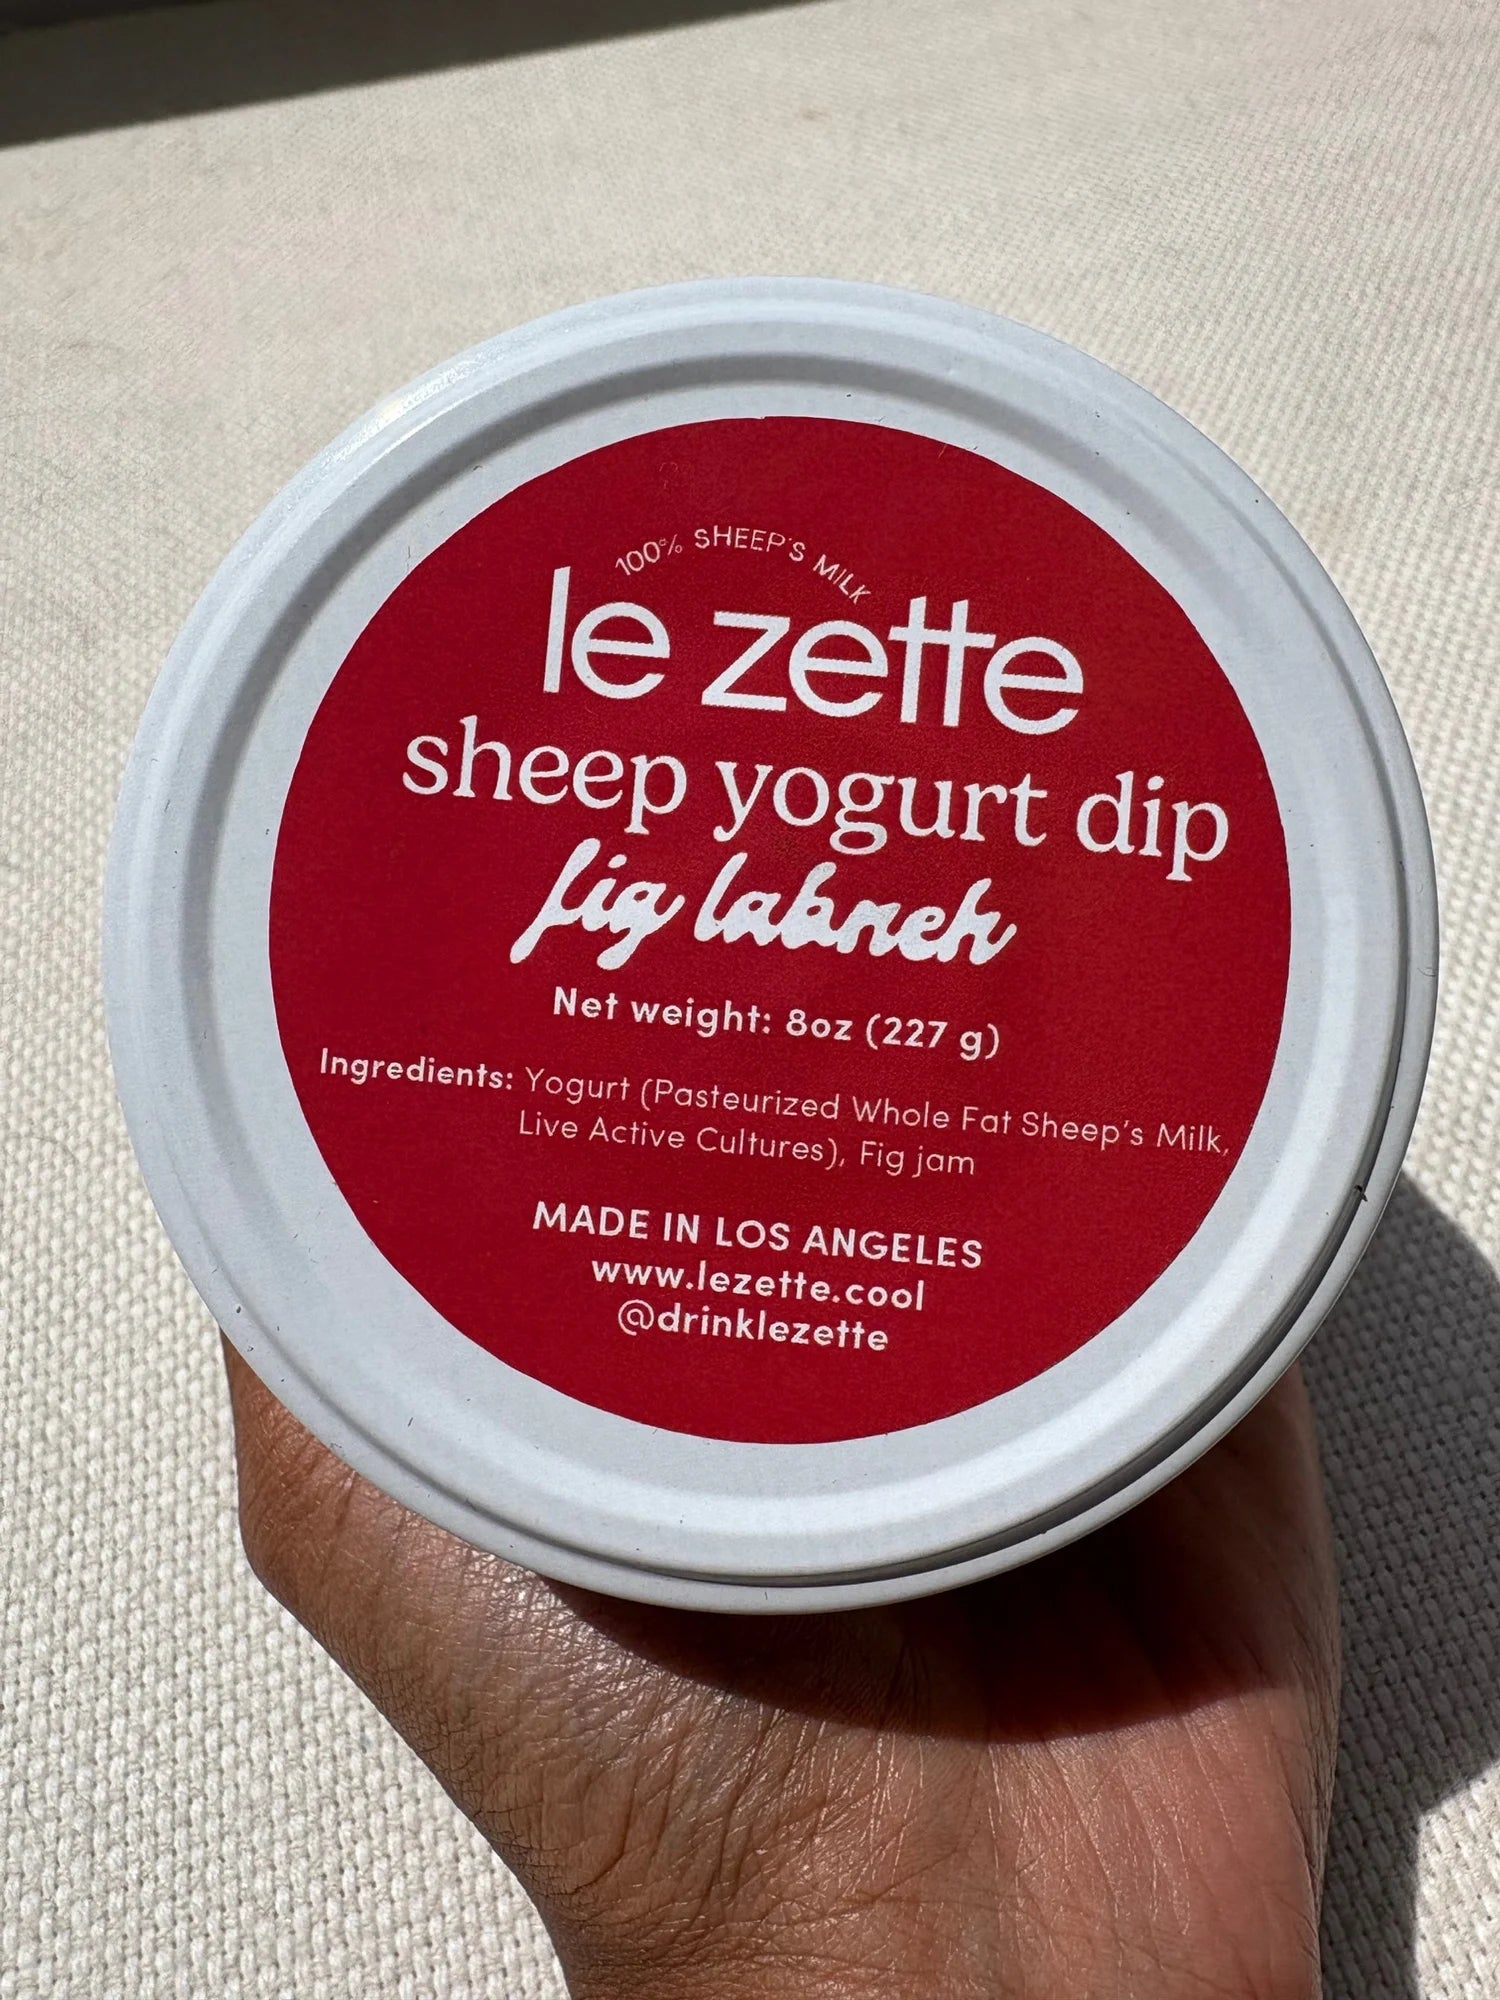 100% SHEEP'S MILK
le zette
sheep yogurt dip
fig labneh
Net weight: 8oz (227 g)
Ingredients: Yogurt (Pasteurized Whole Fat Sheep's Milk,
Live Active Cultures), Fig jam
MADE IN LOS ANGELES
www.lezette.cool
@drinklezette